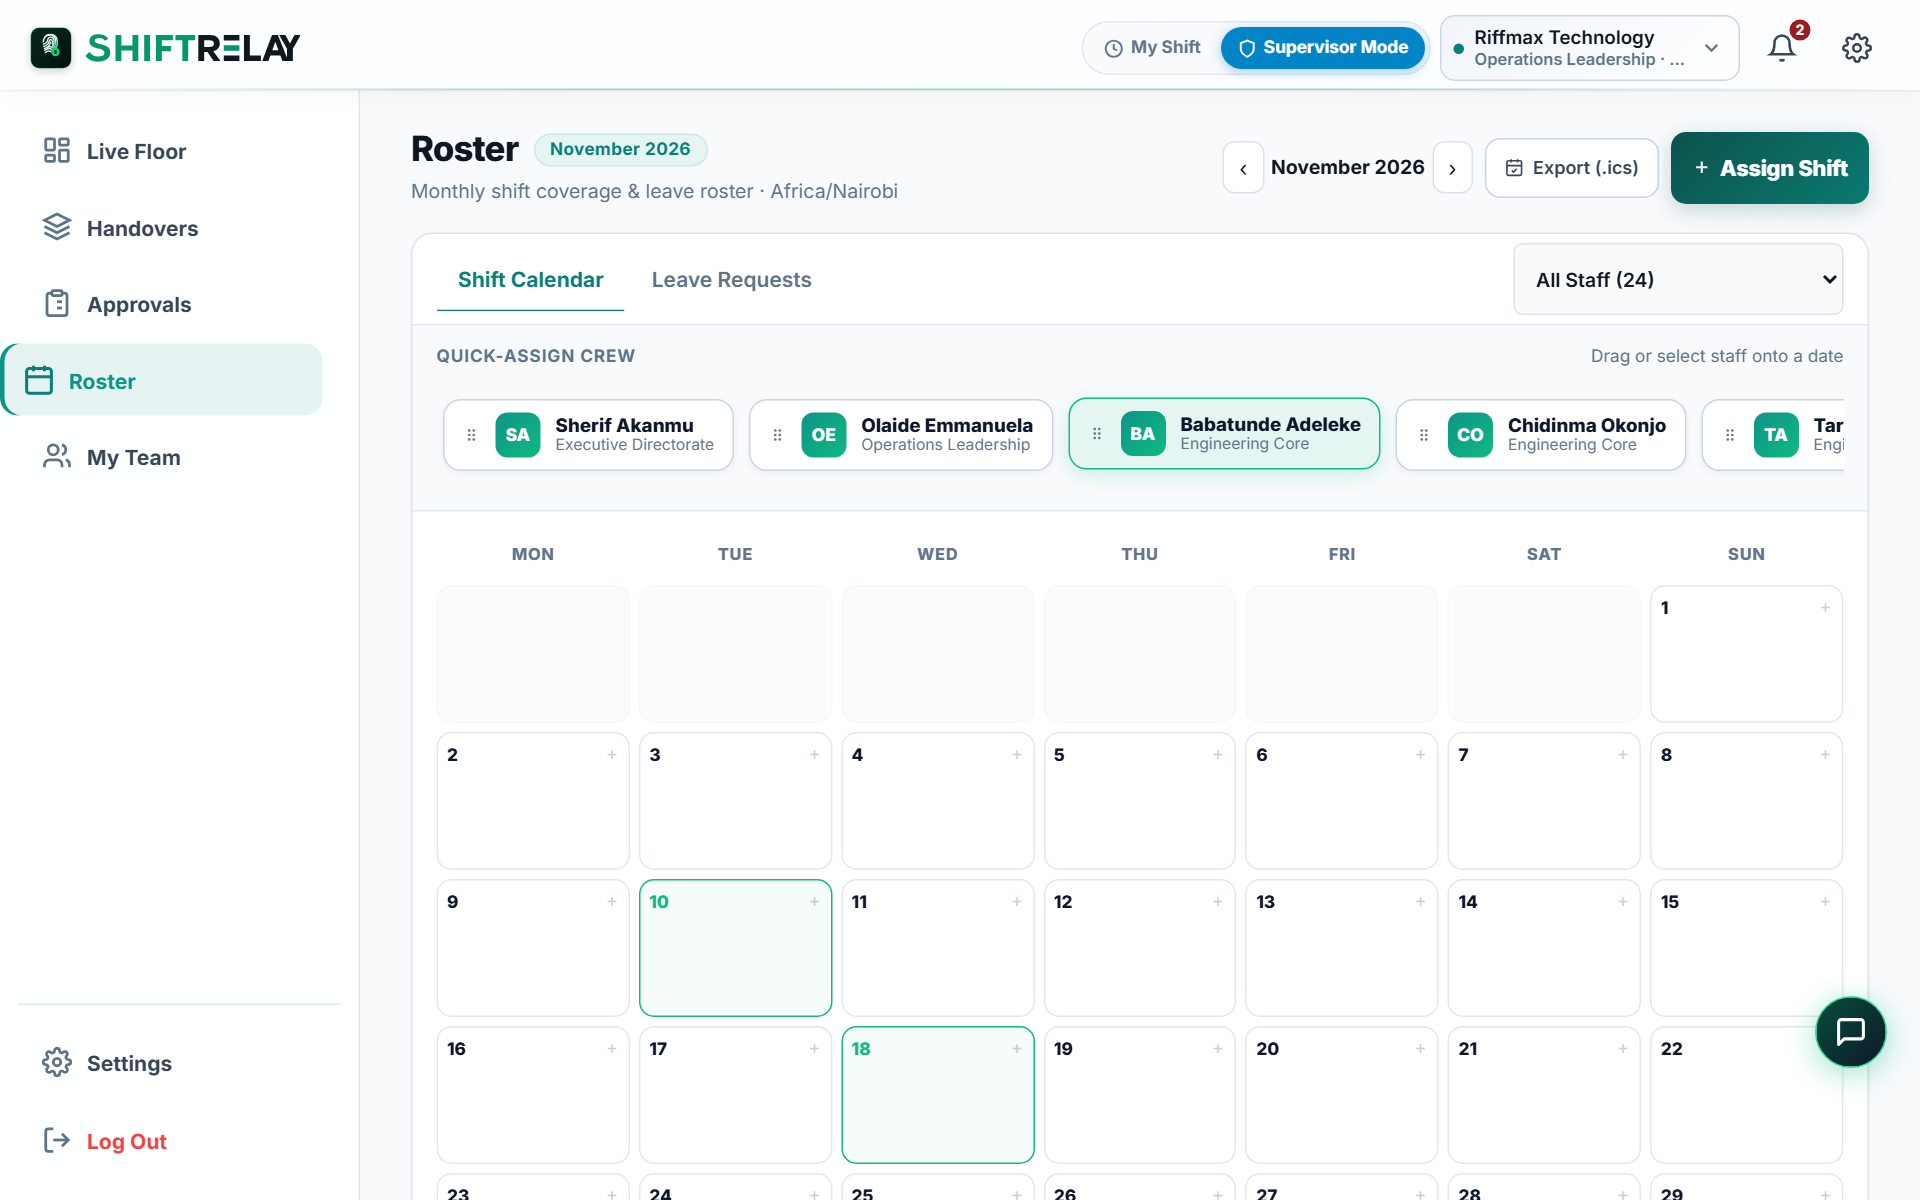 SHIFTRELAY
My Shift
Supervisor Mode
Riffmax Technology
Operations Leadership · ...
2
Live Floor
Handovers
Approvals
Roster
My Team
Settings
Log Out
Roster
November 2026
Monthly shift coverage & leave roster · Africa/Nairobi
‹
November 2026
›
Export (.ics)
+ Assign Shift
Shift Calendar
Leave Requests
All Staff (24)
QUICK-ASSIGN CREW
Drag or select staff onto a date
SA
Sherif Akanmu
Executive Directorate
OE
Olaide Emmanuela
Operations Leadership
BA
Babatunde Adeleke
Engineering Core
CO
Chidinma Okonjo
Engineering Core
TA
Tar
Engi
MON TUE WED THU FRI SAT SUN
1 +
2 + 3 + 4 + 5 + 6 + 7 + 8 +
9 + 10 + 11 + 12 + 13 + 14 + 15 +
16 + 17 + 18 + 19 + 20 + 21 + 22
23 + 24 + 25 + 26 + 27 + 28 + 29 +